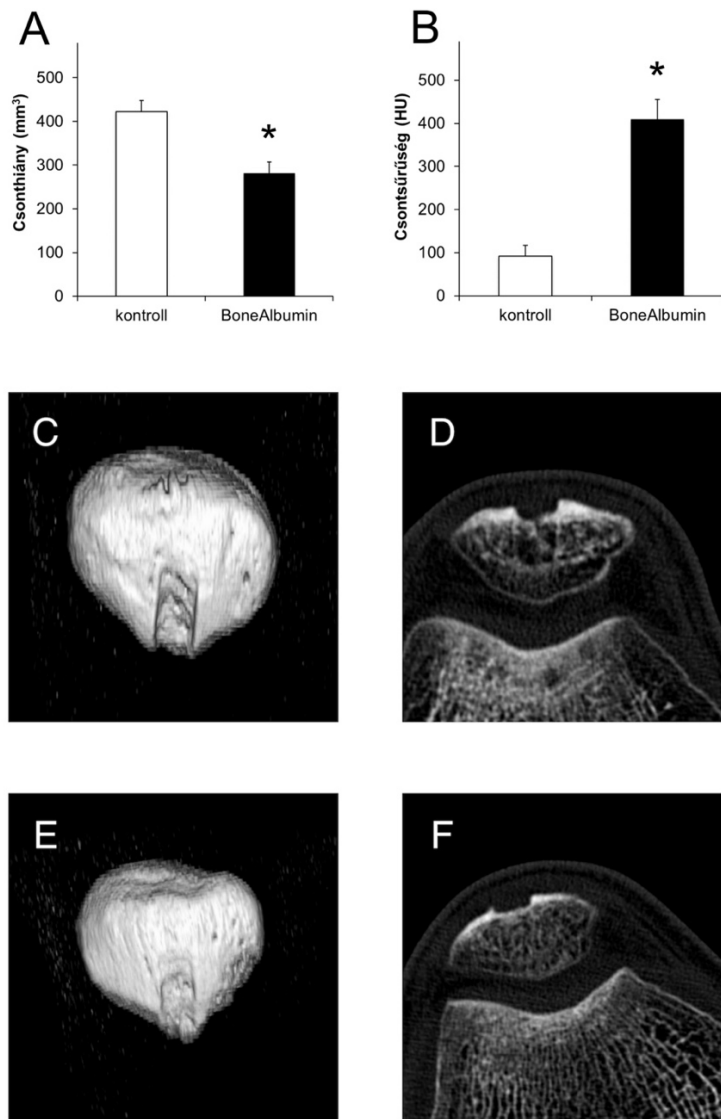 A
Csonthiány (mm³)
500
400
300
200
100
0
*
kontroll
BoneAlbumin
B
Csontsűrűség (HU)
500
400
300
200
100
0
*
kontroll
BoneAlbumin
C
D
E
F